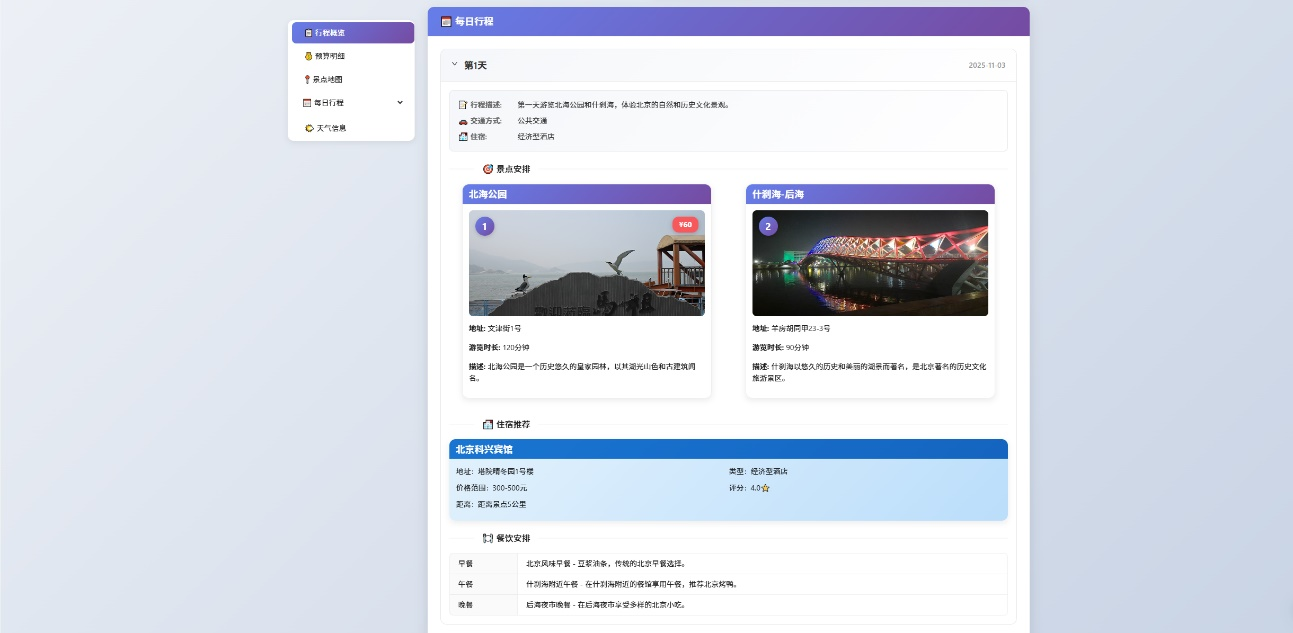 行程概览
预算明细
景点地图
每日行程
天气信息
每日行程
第1天
2025-11-03
行程描述: 第一天游览北海公园和什刹海，体验北京的自然和历史文化景观。
交通方式: 公共交通
住宿: 经济型酒店
景点安排
北海公园
1
¥60
地址: 文津街1号
游览时长: 120分钟
描述: 北海公园是一个历史悠久的皇家园林，以其湖光山色和古建筑闻
名。
什刹海-后海
2
地址: 羊房胡同甲23-3号
游览时长: 90分钟
描述: 什刹海以悠久的历史和美丽的湖景而著名，是北京著名的历史文化
旅游景区。
住宿推荐
北京科兴宾馆
地址：塔院晴冬园1号楼
类型：经济型酒店
价格范围：300-500元
评分：4.0
距离：距离景点5公里
餐饮安排
早餐 北京风味早餐 - 豆浆油条，传统的北京早餐选择。
午餐 什刹海附近午餐 - 在什刹海附近的餐馆享用午餐，推荐北京烤鸭。
晚餐 后海夜市晚餐 - 在后海夜市享受多样的北京小吃。